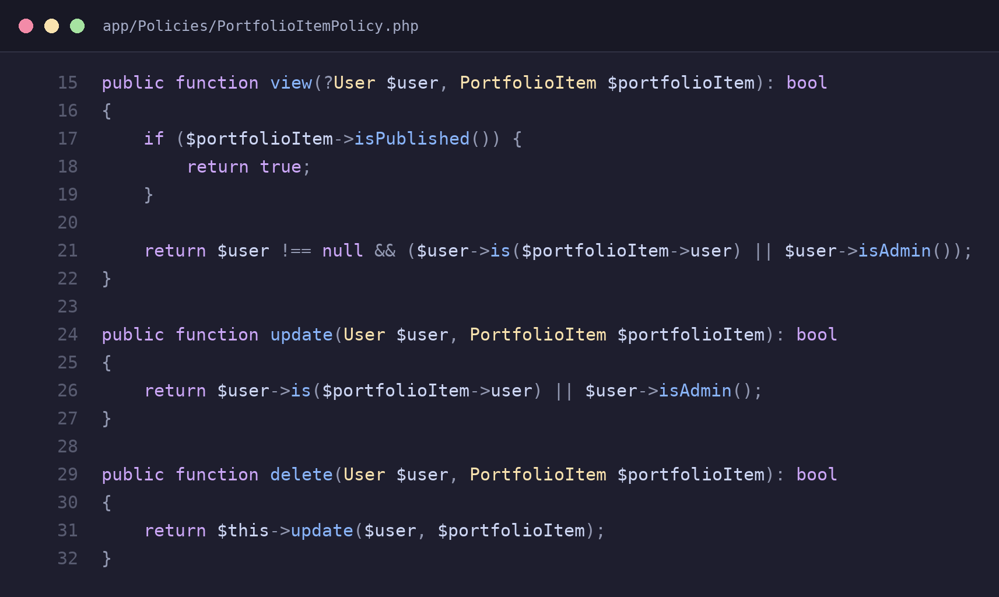 app/Policies/PortfolioItemPolicy.php
15 public function view(?User $user, PortfolioItem $portfolioItem): bool
16 {
17     if ($portfolioItem->isPublished()) {
18         return true;
19     }
20
21     return $user !== null && ($user->is($portfolioItem->user) || $user->isAdmin());
22 }
23
24 public function update(User $user, PortfolioItem $portfolioItem): bool
25 {
26     return $user->is($portfolioItem->user) || $user->isAdmin();
27 }
28
29 public function delete(User $user, PortfolioItem $portfolioItem): bool
30 {
31     return $this->update($user, $portfolioItem);
32 }